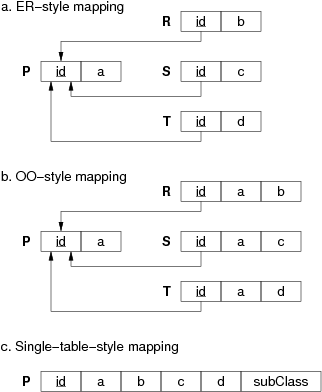 a. ER–style mapping
R id b
P id a S id c
T id d
b. OO–style mapping
R id a b
P id a S id a c
T id a d
c. Single–table–style mapping
P id a b c d subClass